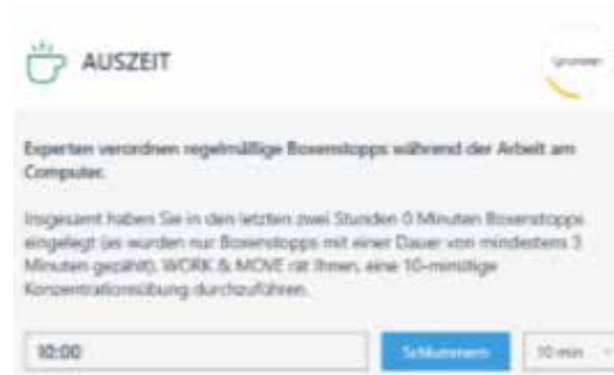 AUSZEIT
Experten verordnen regelmäßige Boxenstopps während der Arbeit am
Computer.
Insgesamt haben Sie in den letzten zwei Stunden 0 Minuten Boxenstopps
eingelegt (es wurden nur Boxenstopps mit einer Dauer von mindestens 3
Minuten gezählt). WORK & MOVE rät Ihnen, eine 10-minütige
Konzentrationsübung durchzuführen.
10:00
Schlummern
10 min